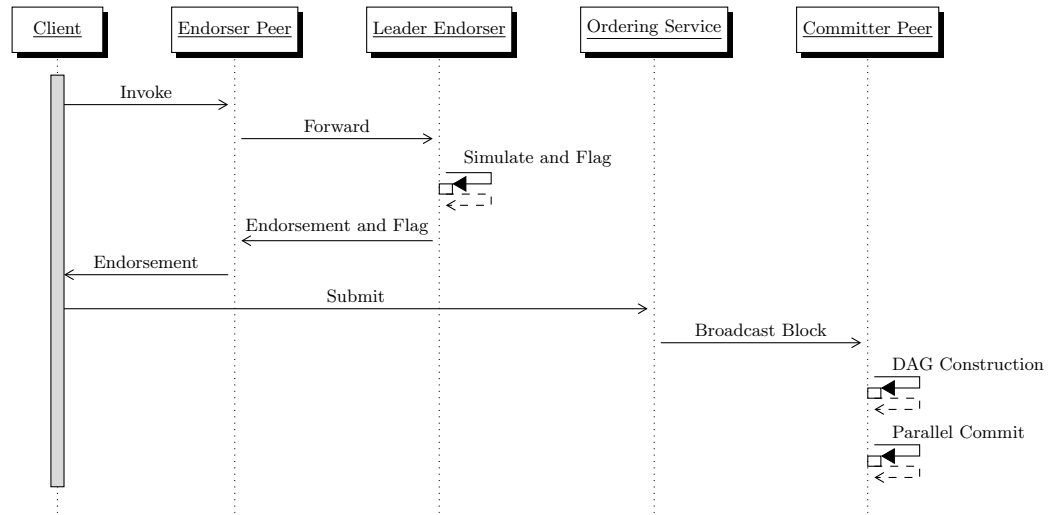 Client
Endorser Peer
Leader Endorser
Ordering Service
Committer Peer
Invoke
Forward
Simulate and Flag
Endorsement and Flag
Endorsement
Submit
Broadcast Block
DAG Construction
Parallel Commit